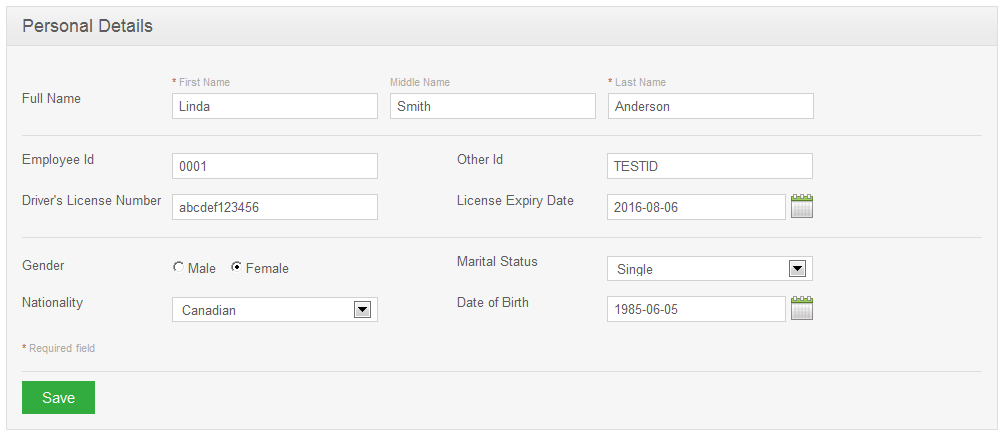 Personal Details
* First Name Middle Name * Last Name
Full Name Linda Smith Anderson
Employee Id 0001 Other Id TESTID
Driver's License Number abcdef123456 License Expiry Date 2016-08-06
Gender Male Female Marital Status Single
Nationality Canadian Date of Birth 1985-06-05
* Required field
Save